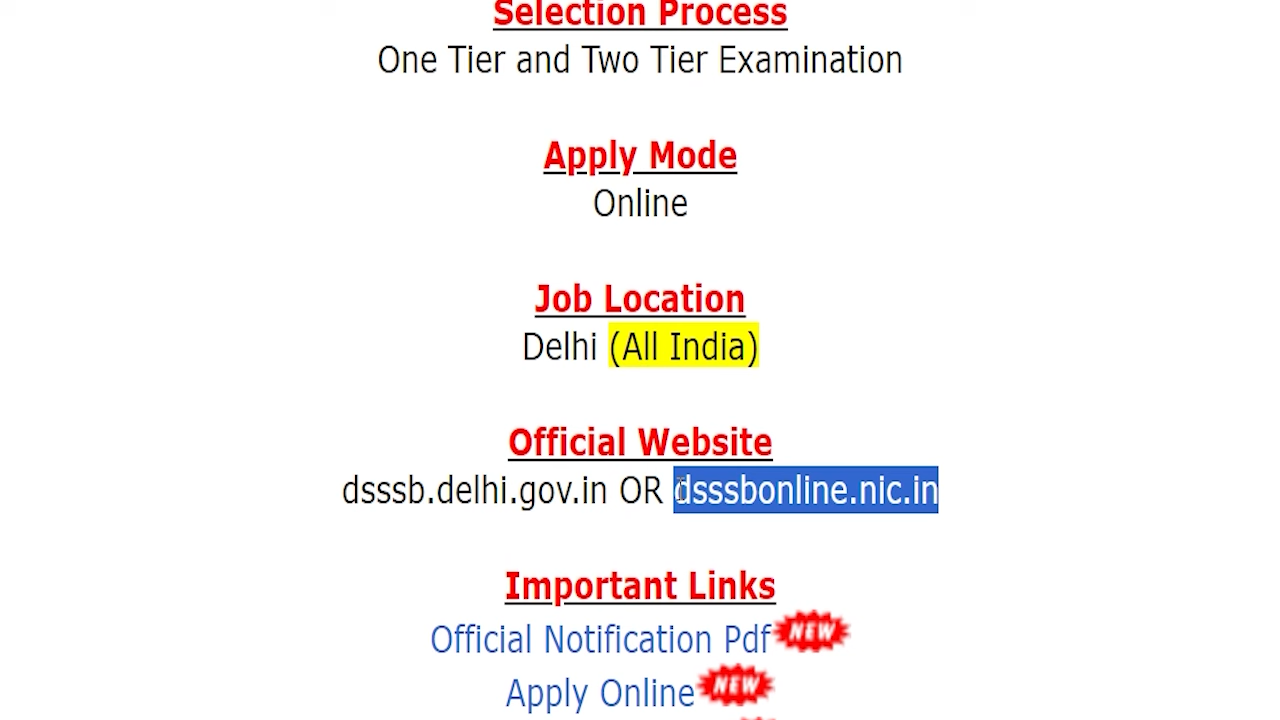 Selection Process
One Tier and Two Tier Examination
Apply Mode
Online
Job Location
Delhi (All India)
Official Website
dsssb.delhi.gov.in OR dsssbonline.nic.in
Important Links
Official Notification Pdf NEW
Apply Online NEW